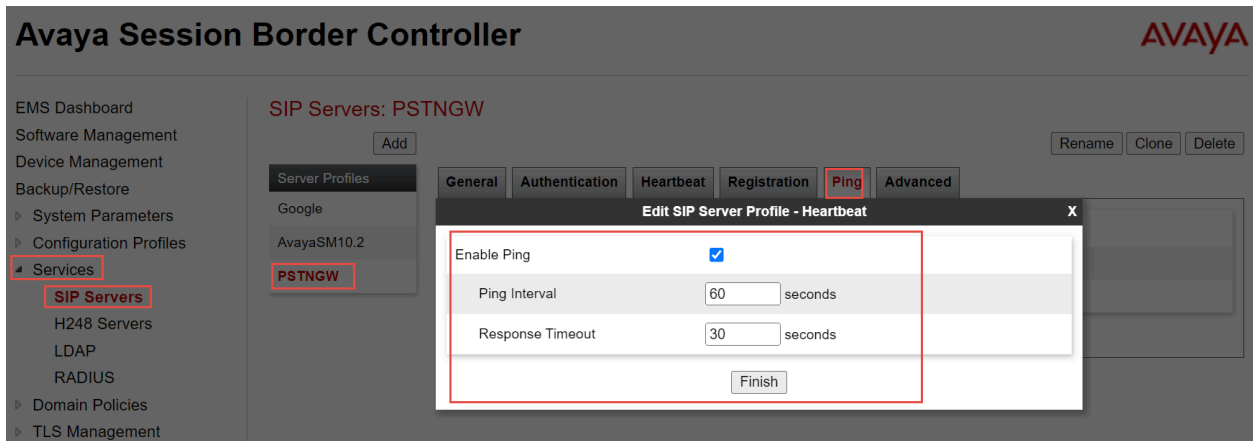 Avaya Session Border Controller
AVAYA
EMS Dashboard
Software Management
Device Management
Backup/Restore
System Parameters
Configuration Profiles
Services
SIP Servers
H248 Servers
LDAP
RADIUS
Domain Policies
TLS Management
SIP Servers: PSTNGW
Add
Rename Clone Delete
Server Profiles
Google
AvayaSM10.2
PSTNGW
General Authentication Heartbeat Registration Ping Advanced
Edit SIP Server Profile - Heartbeat X
Enable Ping
Ping Interval 60 seconds
Response Timeout 30 seconds
Finish